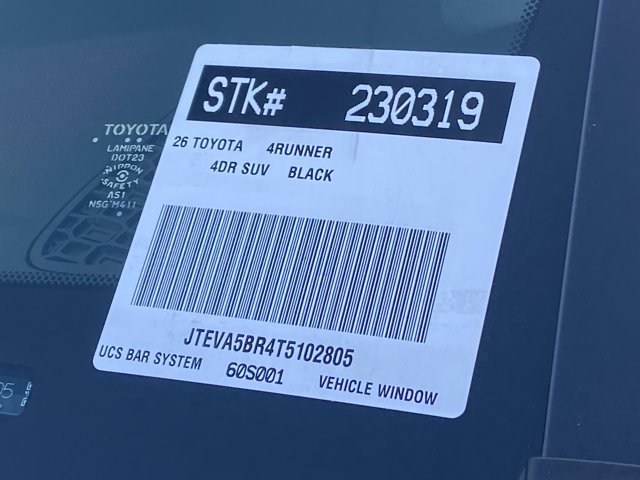 STK# 230319
26 TOYOTA 4RUNNER
4DR SUV BLACK
JTEVA5BR4T5102805
UCS BAR SYSTEM 60S001 VEHICLE WINDOW
TOYOTA
LAMIPANE
DOT23
NIPPON
SAFETY
AS1
NSG M411
05